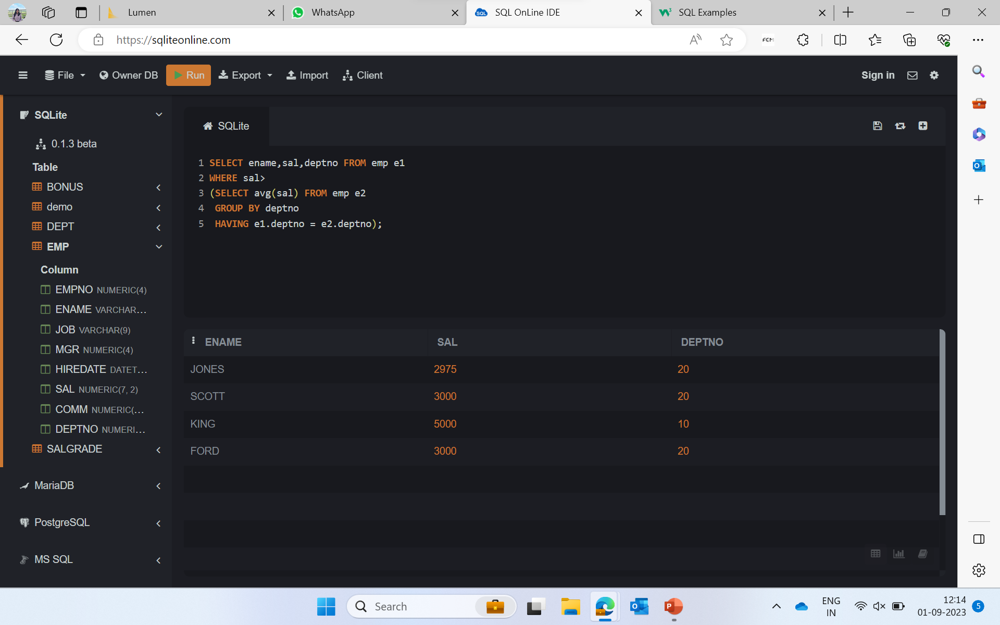 Lumen
WhatsApp
SQL OnLine IDE
SQL Examples
https://sqliteonline.com
FCM
File
Owner DB
Run
Export
Import
Client
Sign in
SQLite
0.1.3 beta
Table
BONUS
demo
DEPT
EMP
Column
EMPNO NUMERIC(4)
ENAME VARCHAR...
JOB VARCHAR(9)
MGR NUMERIC(4)
HIREDATE DATET...
SAL NUMERIC(7, 2)
COMM NUMERIC(...
DEPTNO NUMERI...
SALGRADE
MariaDB
PostgreSQL
MS SQL
SQLite
1 SELECT ename,sal,deptno FROM emp e1
2 WHERE sal>
3 (SELECT avg(sal) FROM emp e2
4 GROUP BY deptno
5 HAVING e1.deptno = e2.deptno);
ENAME SAL DEPTNO
JONES 2975 20
SCOTT 3000 20
KING 5000 10
FORD 3000 20
Search
ENG
IN
12:14
01-09-2023
5